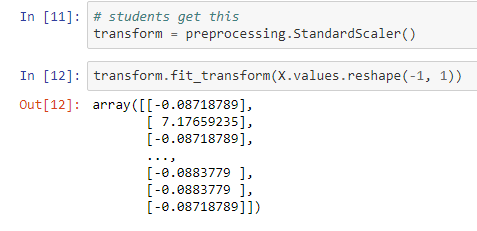 In [11]: # students get this
transform = preprocessing.StandardScaler()
In [12]: transform.fit_transform(X.values.reshape(-1, 1))
Out[12]: array([[-0.08718789],
[ 7.17659235],
[-0.08718789],
...,
[-0.0883779 ],
[-0.0883779 ],
[-0.08718789]])